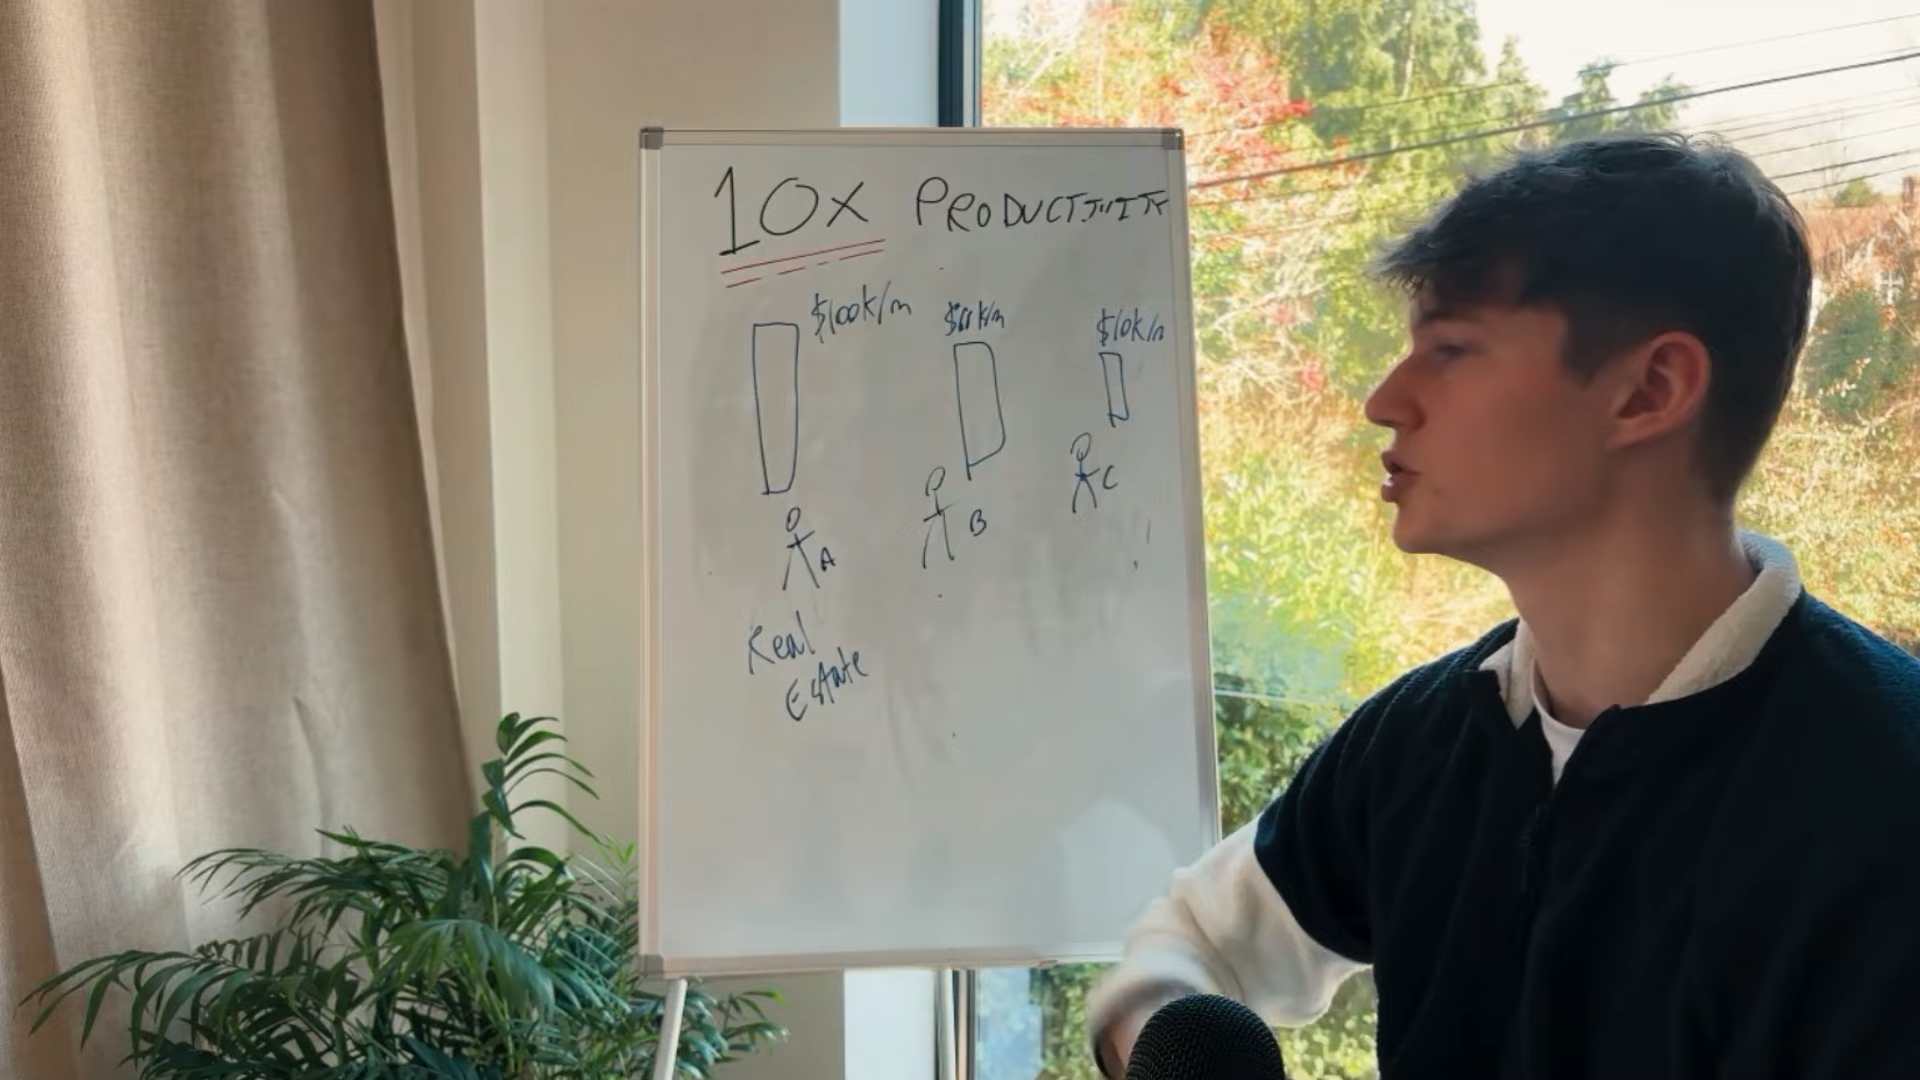 10x PRODUCTIVITY
$100k/m
$10k/m
A
B
C
Real
Estate